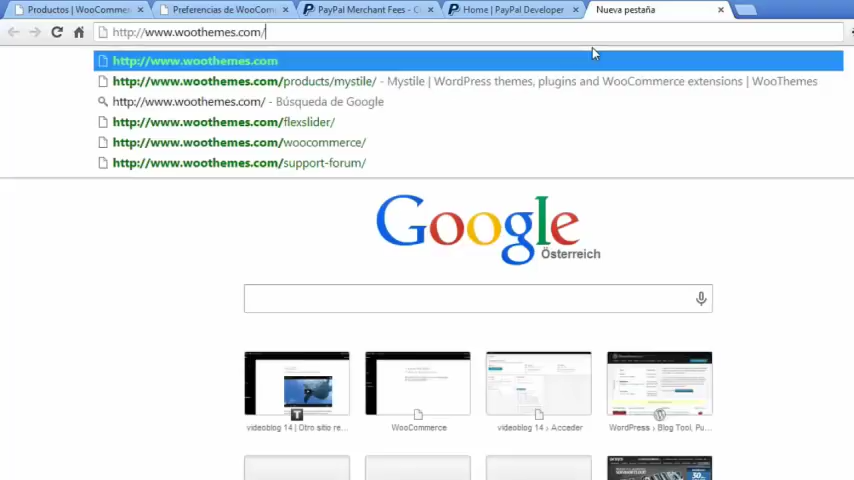 Productos | WooCommer
Preferencias de WooCom
PayPal Merchant Fees - C
Home | PayPal Developer
Nueva pestaña
http://www.woothemes.com/
http://www.woothemes.com
http://www.woothemes.com/products/mystile/ - Mystile | WordPress themes, plugins and WooCommerce extensions | WooThemes
http://www.woothemes.com/ - Búsqueda de Google
http://www.woothemes.com/flexslider/
http://www.woothemes.com/woocommerce/
http://www.woothemes.com/support-forum/
Google
Österreich
videoblog 14 | Otro sitio re...
WooCommerce
videoblog 14 › Acceder
WordPress › Blog Tool, Pu...